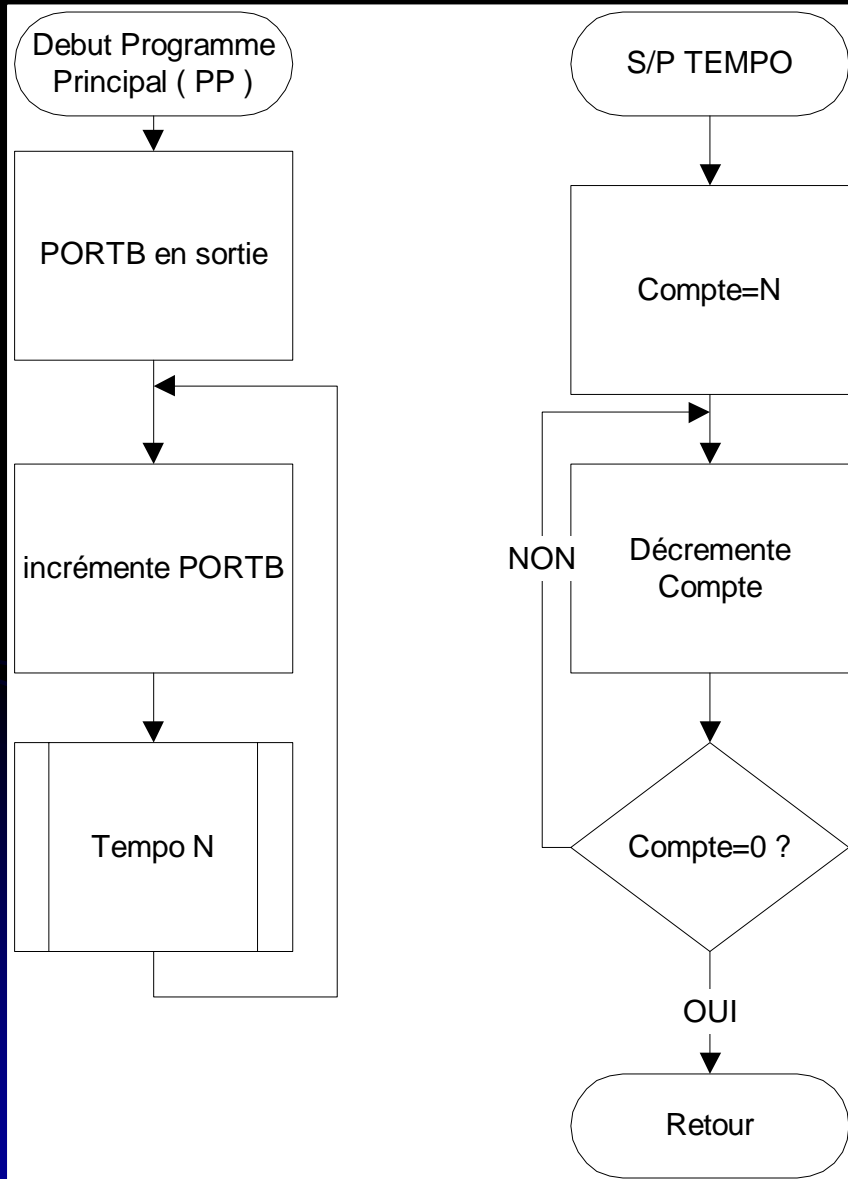 Debut Programme
Principal ( PP )
PORTB en sortie
incrémente PORTB
Tempo N
S/P TEMPO
Compte=N
Décremente
Compte
NON
Compte=0 ?
OUI
Retour